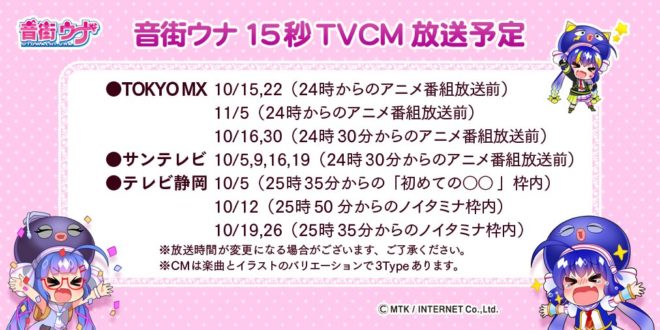 音街ウナ
音街ウナ 15秒TVCM 放送予定
●TOKYO MX 10/15,22（24時からのアニメ番組放送前）
11/5（24時からのアニメ番組放送前）
10/16,30（24時30分からのアニメ番組放送前）
●サンテレビ 10/5,9,16,19（24時30分からのアニメ番組放送前）
●テレビ静岡 10/5（25時35分からの「初めての○○」枠内）
10/12（25時50分からのノイタミナ枠内）
10/19,26（25時35分からのノイタミナ枠内）
※放送時間が変更になる場合がございます、ご了承ください。
※CMは楽曲とイラストのバリエーションで3Typeあります。
Ⓒ MTK / INTERNET Co.,Ltd.